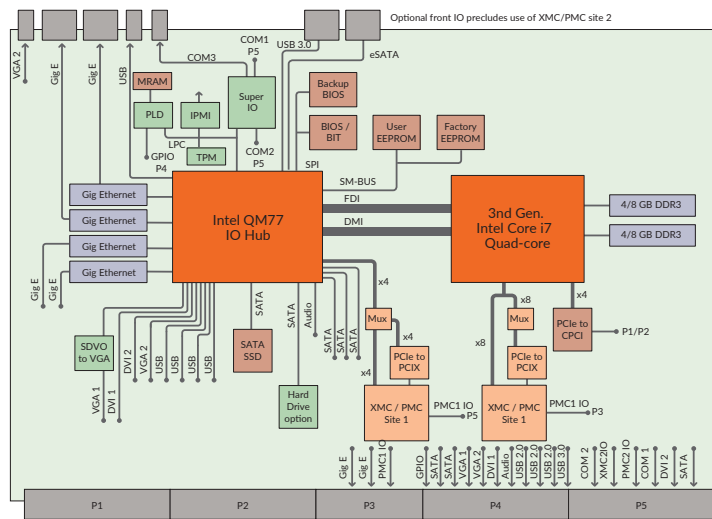 Optional front IO precludes use of XMC/PMC site 2
VGA 2
Gig E
Gig E
USB
COM3
COM1
P5
USB 3.0
eSATA
MRAM
PLD
IPMI
Super
IO
Backup
BIOS
BIOS /
BIT
User
EEPROM
Factory
EEPROM
LPC
GPIO
P4
TPM
COM2
P5
SPI
SM-BUS
FDI
DMI
Gig Ethernet
Gig Ethernet
Gig Ethernet
Gig Ethernet
Intel QM77
IO Hub
3nd Gen.
Intel Core i7
Quad-core
4/8 GB DDR3
4/8 GB DDR3
Gig E
Gig E
SDVO
to VGA
VGA 1
DVI 1
DVI 2
VGA 2
USB
USB
USB
USB
SATA
SATA
SSD
SATA
Audio
Hard
Drive
option
SATA
SATA
SATA
x4
Mux
x4
x4
PCIe to
PCIX
XMC / PMC
Site 1
PMC1 IO
P5
x8
x8
Mux
PCIe to
PCIX
XMC / PMC
Site 1
PMC1 IO
P3
x4
PCIe to
CPCI
P1/P2
Gig E
Gig E
PMC1 IO
GPIO
SATA
SATA
VGA 1
VGA 2
DVI 1
Audio
USB 2.0
USB 2.0
USB 2.0
USB 3.0
COM 2
XMC2IO
PMC2 IO
COM 1
DVI 2
SATA
P1
P2
P3
P4
P5